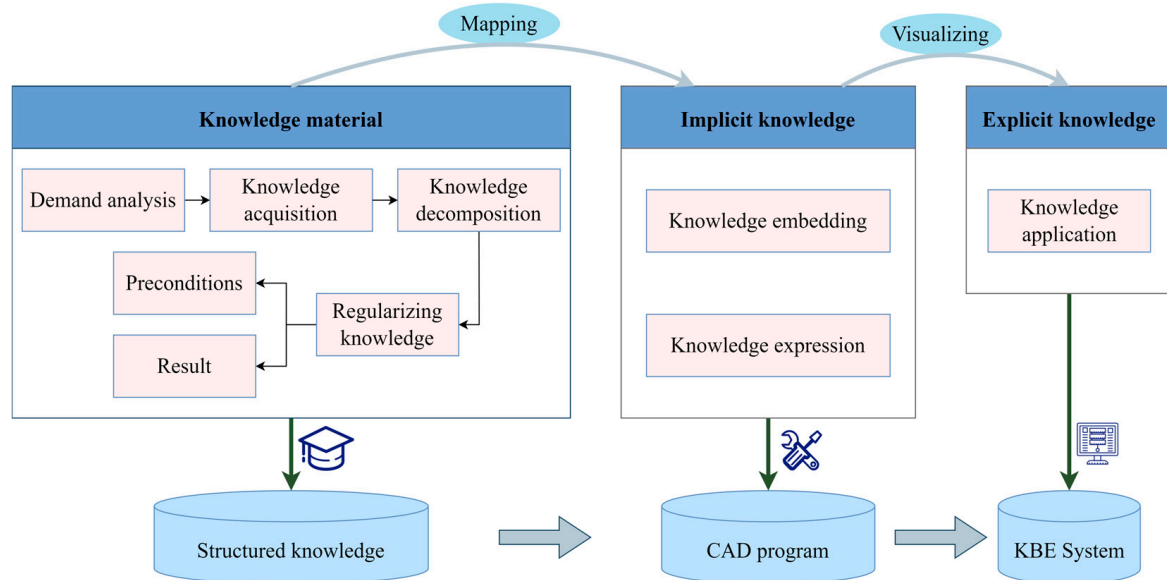 Mapping
Visualizing
Knowledge material
Implicit knowledge
Explicit knowledge
Demand analysis
Knowledge
acquisition
Knowledge
decomposition
Preconditions
Regularizing
knowledge
Result
Knowledge embedding
Knowledge expression
Knowledge
application
Structured knowledge
CAD program
KBE System